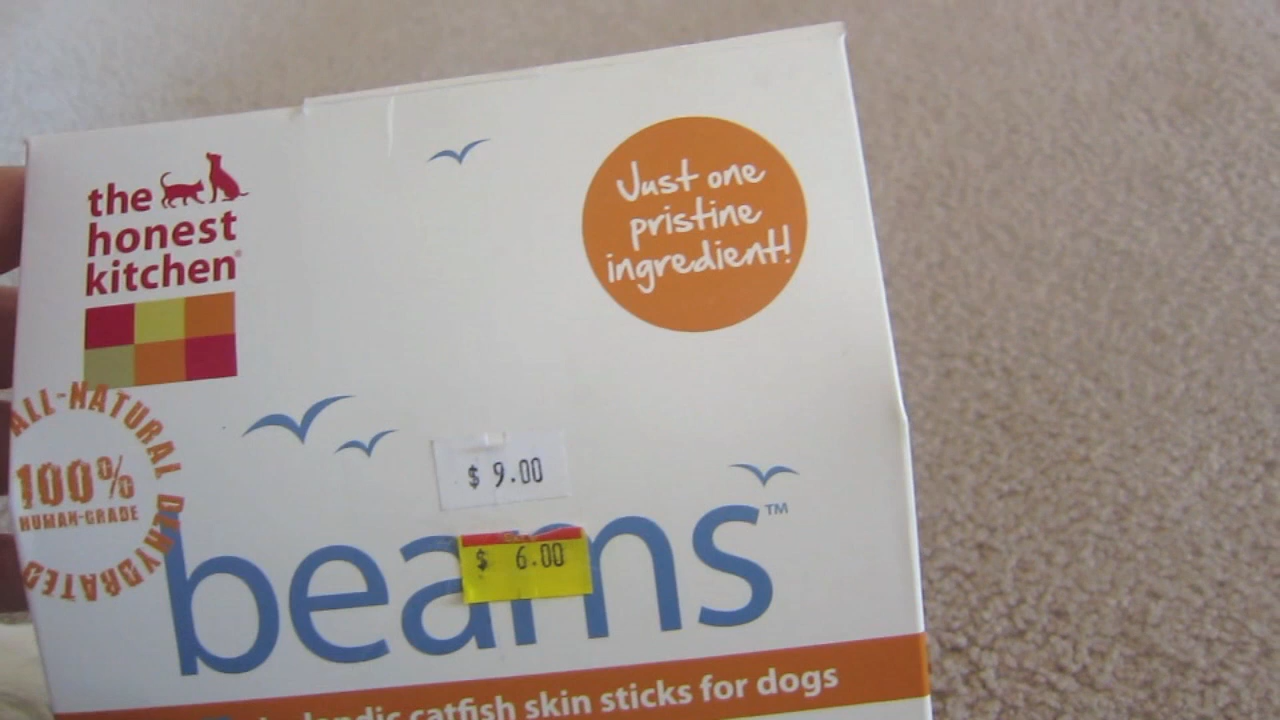 the
honest
kitchen®
Just one
pristine
ingredient!
ALL-NATURAL DEHYDRATED
100%
HUMAN-GRADE
$ 9.00
$ 6.00
beams™
catfish skin sticks for dogs